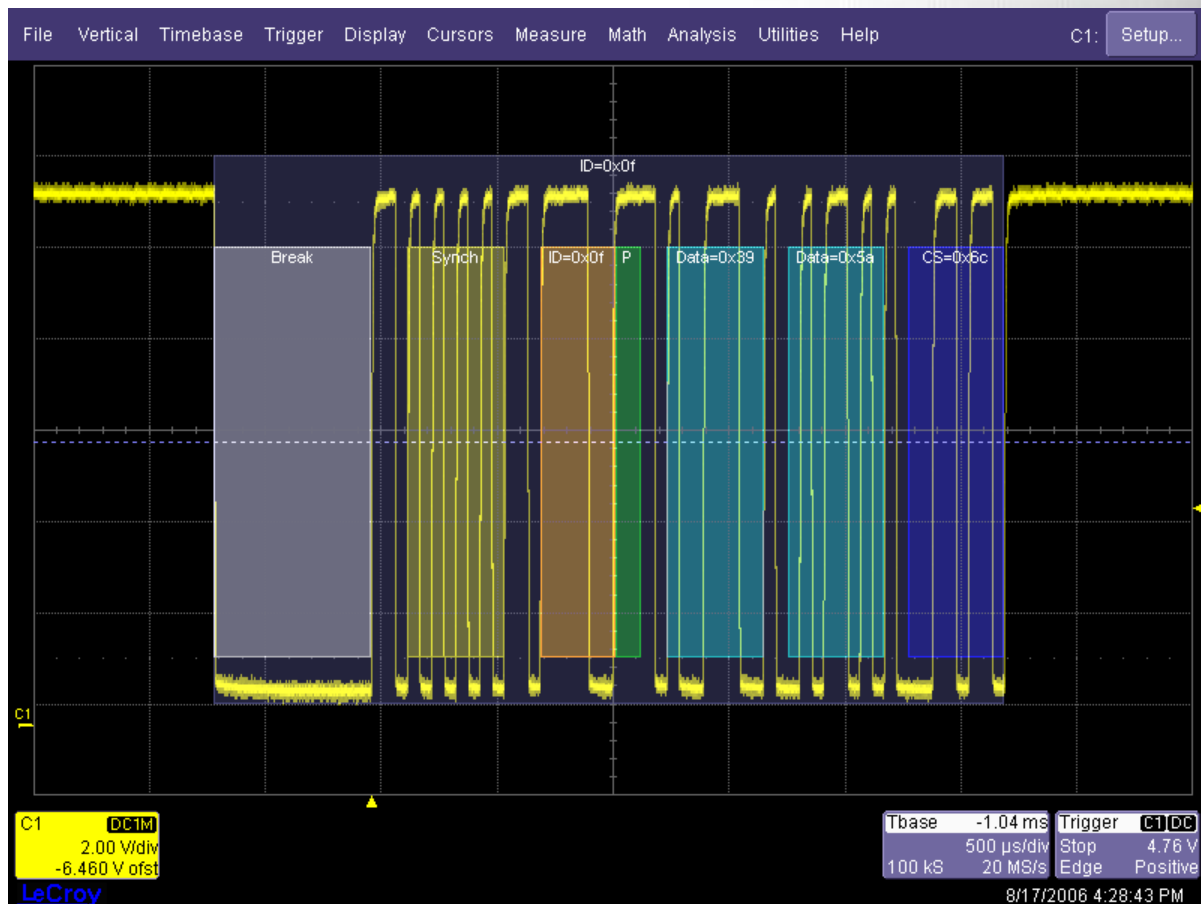 File Vertical Timebase Trigger Display Cursors Measure Math Analysis Utilities Help C1: Setup...
ID=0x0f
Break Synch ID=0x0f P Data=0x39 Data=0x5a CS=0x6c
C1
C1 DC1M
2.00 V/div
-6.460 V ofst
Tbase -1.04 ms
500 µs/div
100 kS 20 MS/s
Trigger C1 DC
Stop 4.76 V
Edge Positive
LeCroy
8/17/2006 4:28:43 PM